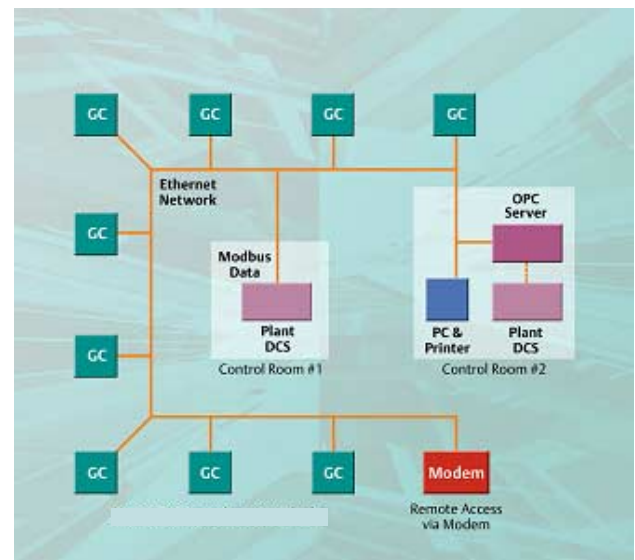 GC GC GC GC
Ethernet
Network
OPC
Server
GC
Modbus
Data
Plant
DCS
PC &
Printer
Plant
DCS
Control Room #1
Control Room #2
GC
GC GC GC Modem
Remote Access
via Modem